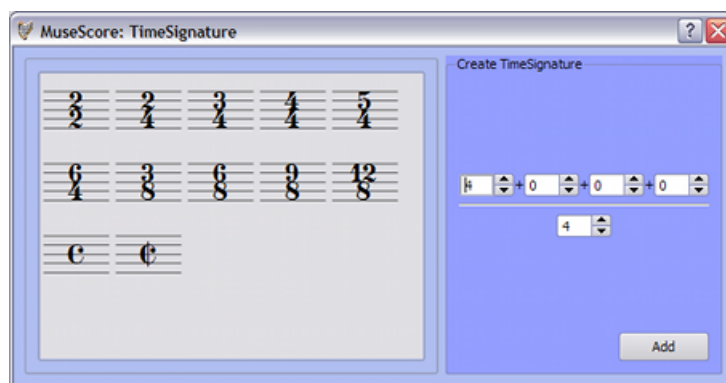 MuseScore: TimeSignature
Create TimeSignature
2 2 3 4 5
2 4 4 4 4
6 3 6 9 12
4 8 8 8 8
4 + 0 + 0 + 0
4
Add